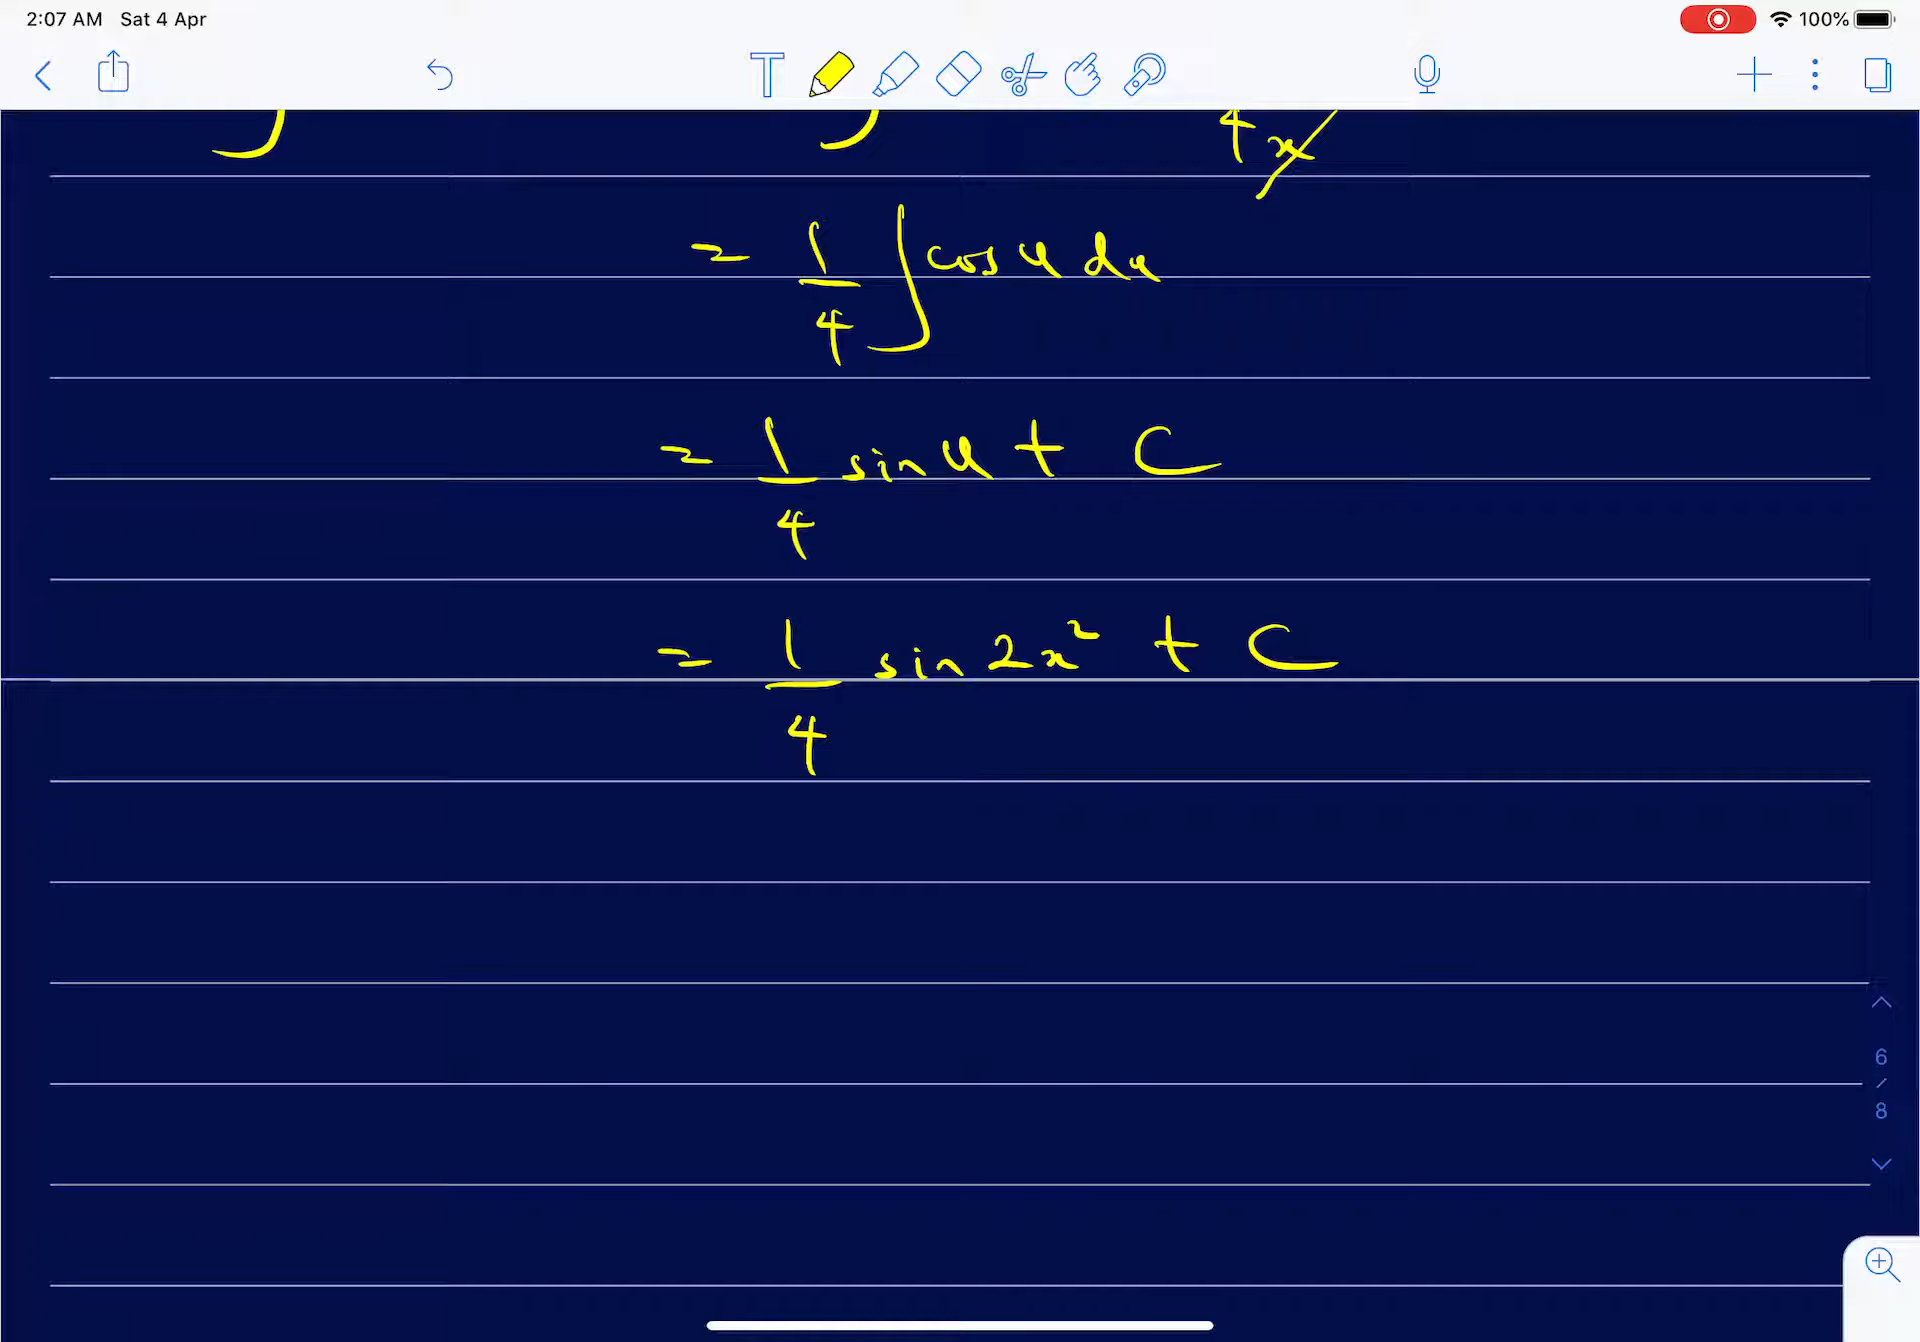 2:07 AM Sat 4 Apr 100%
T
4x
= 1/4 ∫ cos u du
= 1/4 sin u + C
= 1/4 sin 2x² + C
6
/
8